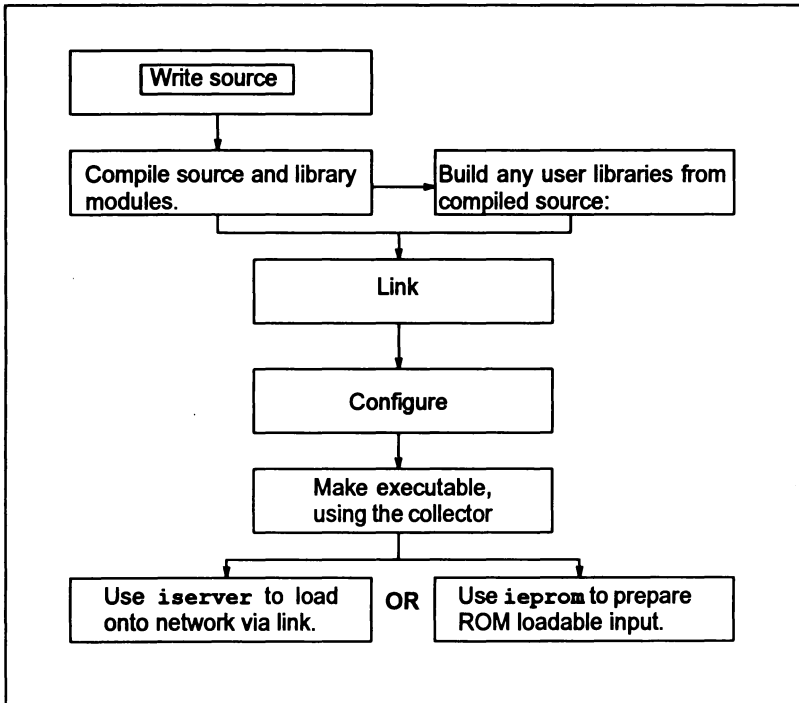 Write source
Compile source and library
modules.
Build any user libraries from
compiled source:
Link
Configure
Make executable,
using the collector
Use iserver to load
onto network via link.
OR
Use ieprom to prepare
ROM loadable input.